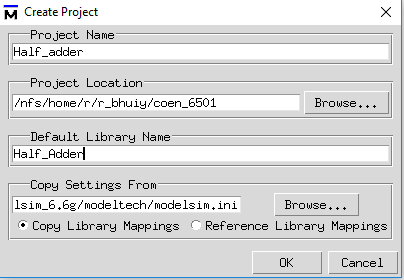 Create Project
Project Name
Half_adder
Project Location
/nfs/home/r/r_bhuiy/coen_6501
Browse...
Default Library Name
Half_Adder
Copy Settings From
lsim_6.6g/modeltech/modelsim.ini
Browse...
Copy Library Mappings Reference Library Mappings
OK Cancel